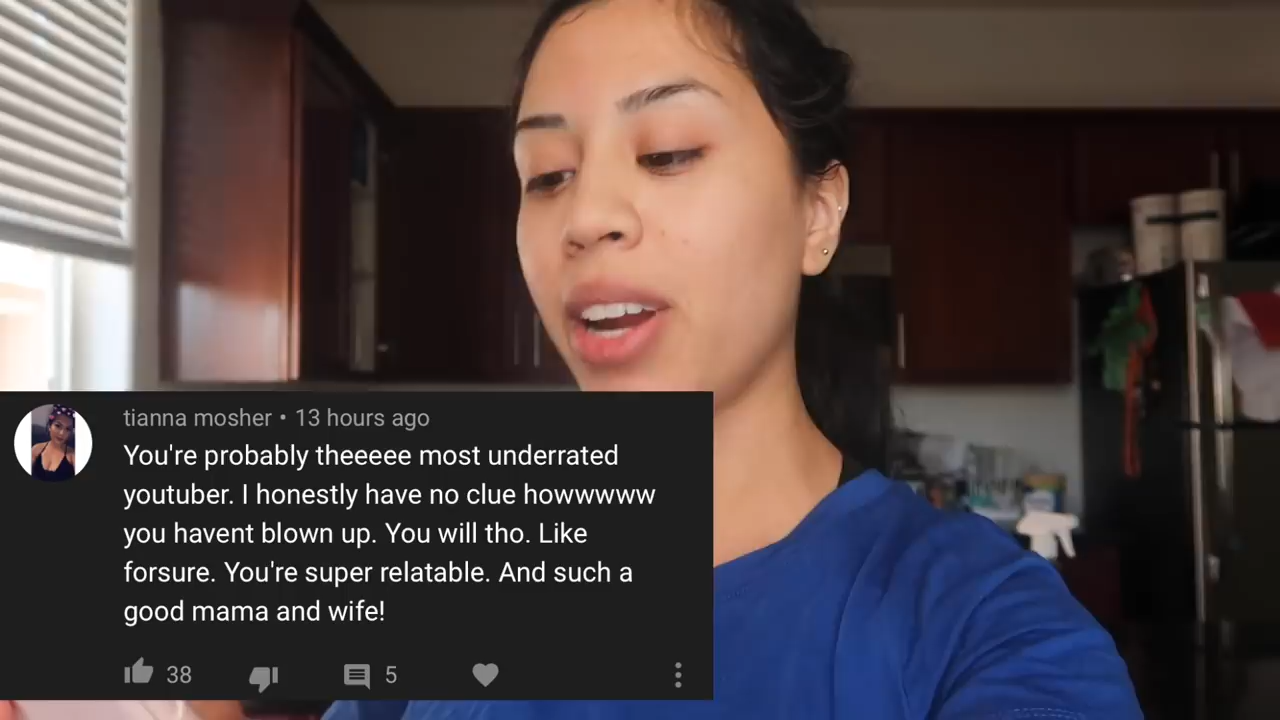 tianna mosher • 13 hours ago
You're probably theeeee most underrated
youtuber. I honestly have no clue howwwww
you havent blown up. You will tho. Like
forsure. You're super relatable. And such a
good mama and wife!
38
5